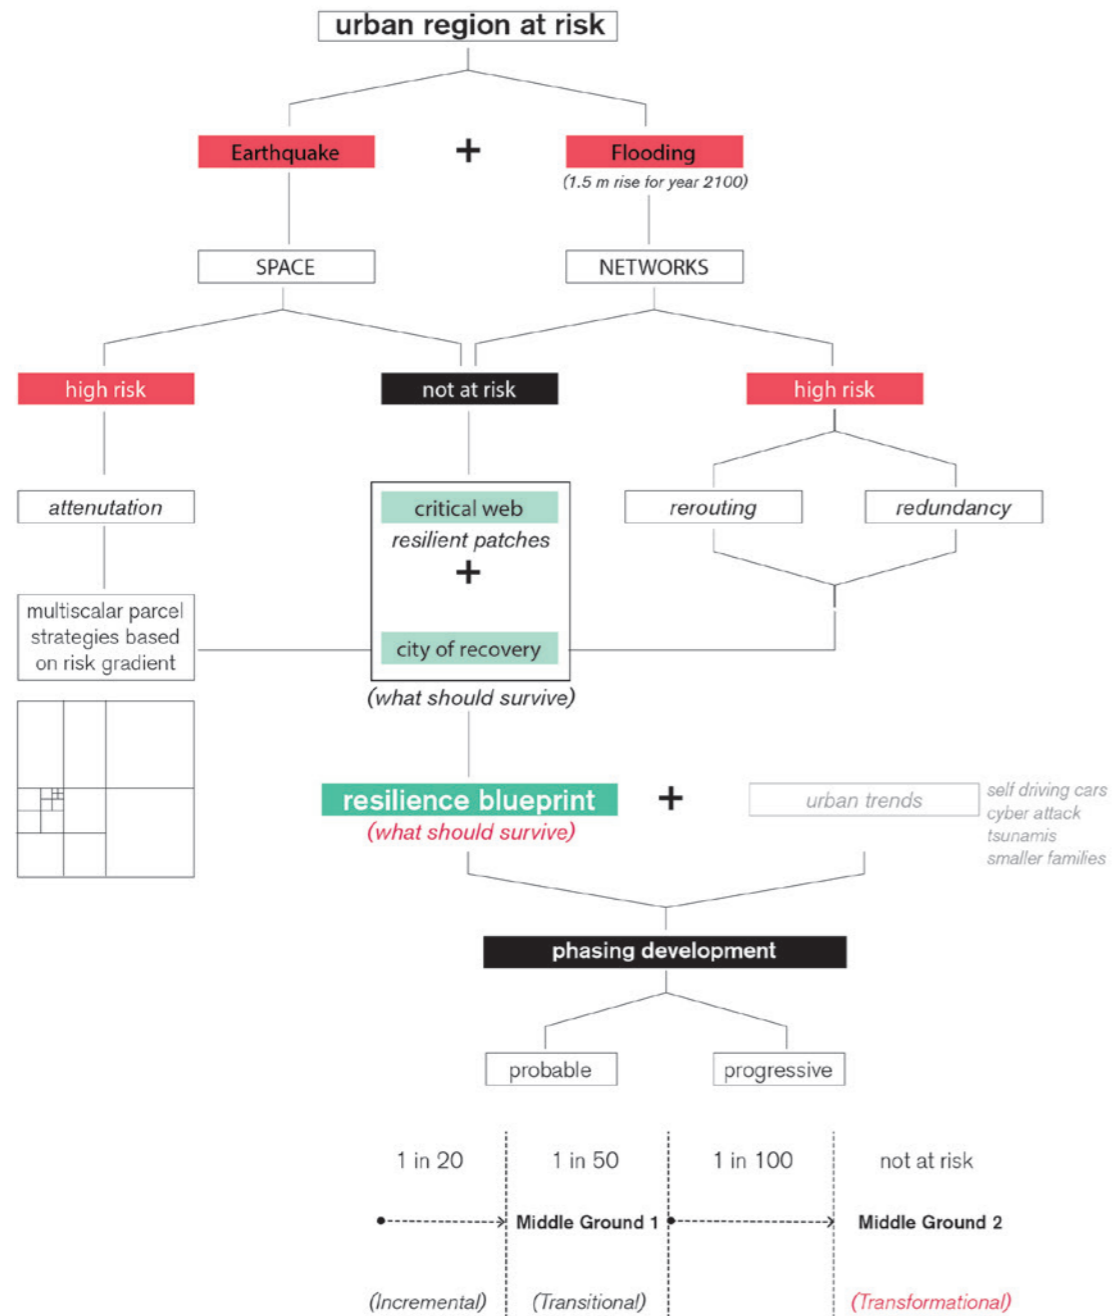 urban region at risk
Earthquake
+
Flooding
(1.5 m rise for year 2100)
SPACE
NETWORKS
high risk
not at risk
high risk
attenutation
critical web
resilient patches
+
city of recovery
(what should survive)
rerouting
redundancy
multiscalar parcel
strategies based
on risk gradient
resilience blueprint
(what should survive)
+
urban trends
self driving cars
cyber attack
tsunamis
smaller families
phasing development
probable
progressive
1 in 20
1 in 50
1 in 100
not at risk
Middle Ground 1
Middle Ground 2
(Incremental)
(Transitional)
(Transformational)